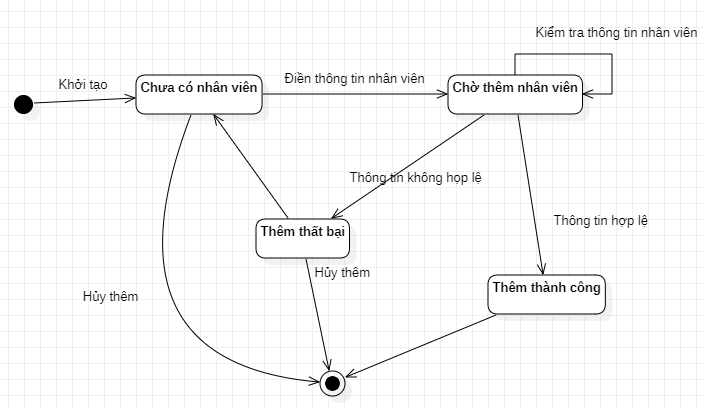 Kiểm tra thông tin nhân viên
Khởi tạo
Chưa có nhân viên
Điền thông tin nhân viên
Chờ thêm nhân viên
Thông tin không họp lệ
Thông tin hợp lệ
Thêm thất bại
Hủy thêm
Thêm thành công
Hủy thêm